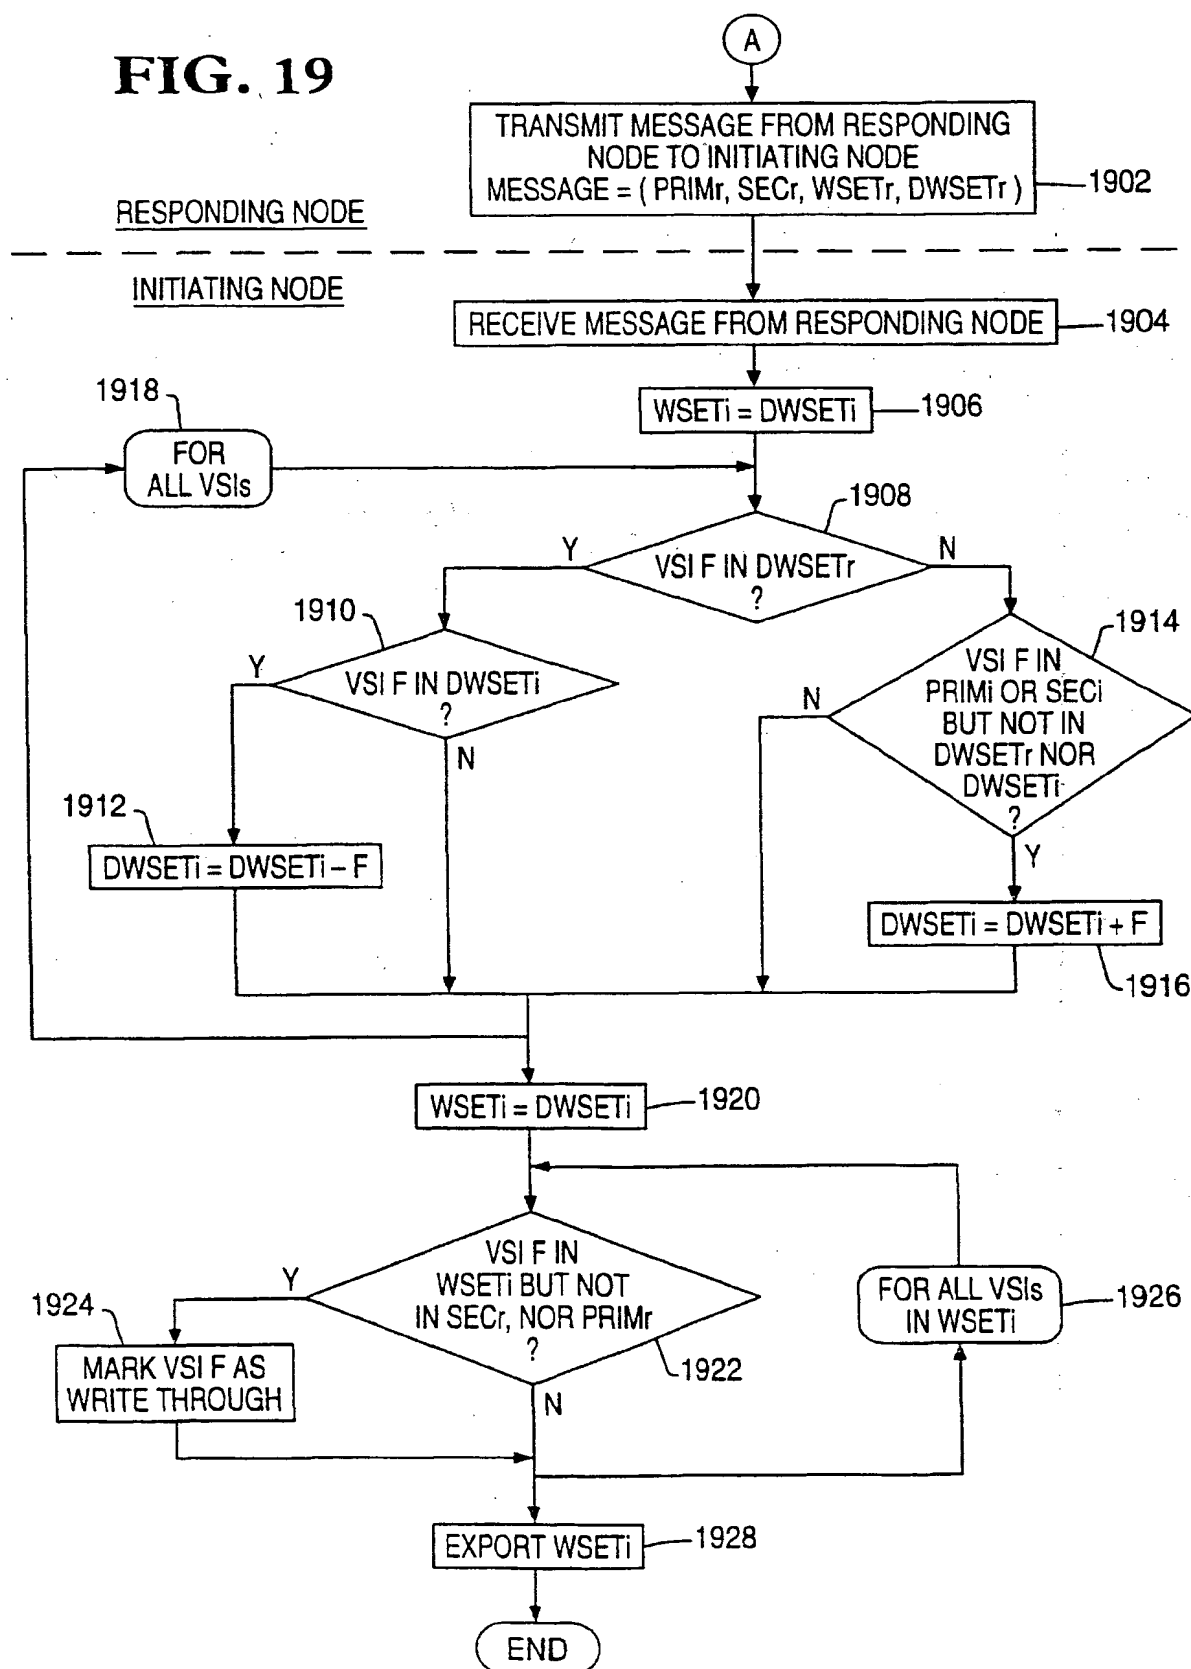 FIG. 19
A
TRANSMIT MESSAGE FROM RESPONDING
NODE TO INITIATING NODE
MESSAGE = ( PRIMr, SECr, WSETr, DWSETr )
1902
RESPONDING NODE
INITIATING NODE
RECEIVE MESSAGE FROM RESPONDING NODE
1904
WSETi = DWSETi
1906
1918
FOR
ALL VSIs
1908
VSI F IN DWSETr
?
Y
N
1910
VSI F IN DWSETi
?
Y
N
1914
VSI F IN
PRIMi OR SECi
BUT NOT IN
DWSETr NOR
DWSETi
?
N
Y
1912
DWSETi = DWSETi – F
DWSETi = DWSETi + F
1916
WSETi = DWSETi
1920
VSI F IN
WSETi BUT NOT
IN SECr, NOR PRIMr
?
Y
N
1922
1924
MARK VSI F AS
WRITE THROUGH
FOR ALL VSIs
IN WSETi
1926
EXPORT WSETi
1928
END